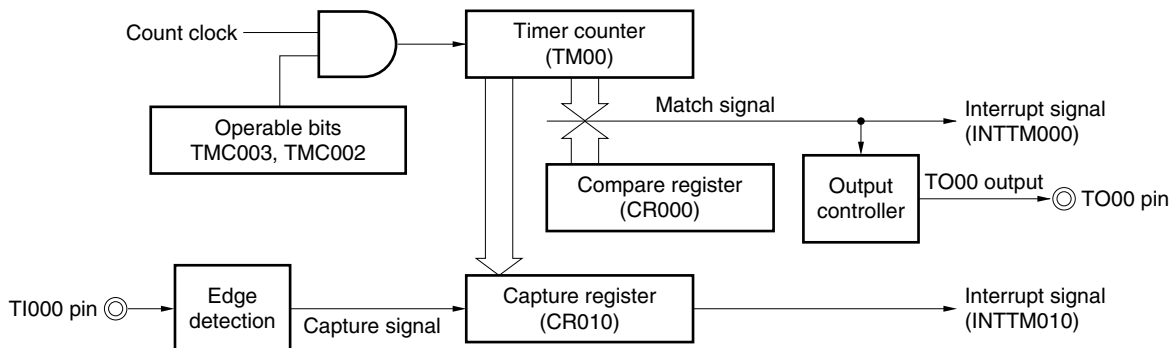 Count clock
Timer counter
(TM00)
Operable bits
TMC003, TMC002
Match signal
Interrupt signal
(INTTM000)
Compare register
(CR000)
Output
controller
TO00 output
TO00 pin
TI000 pin
Edge
detection
Capture signal
Capture register
(CR010)
Interrupt signal
(INTTM010)